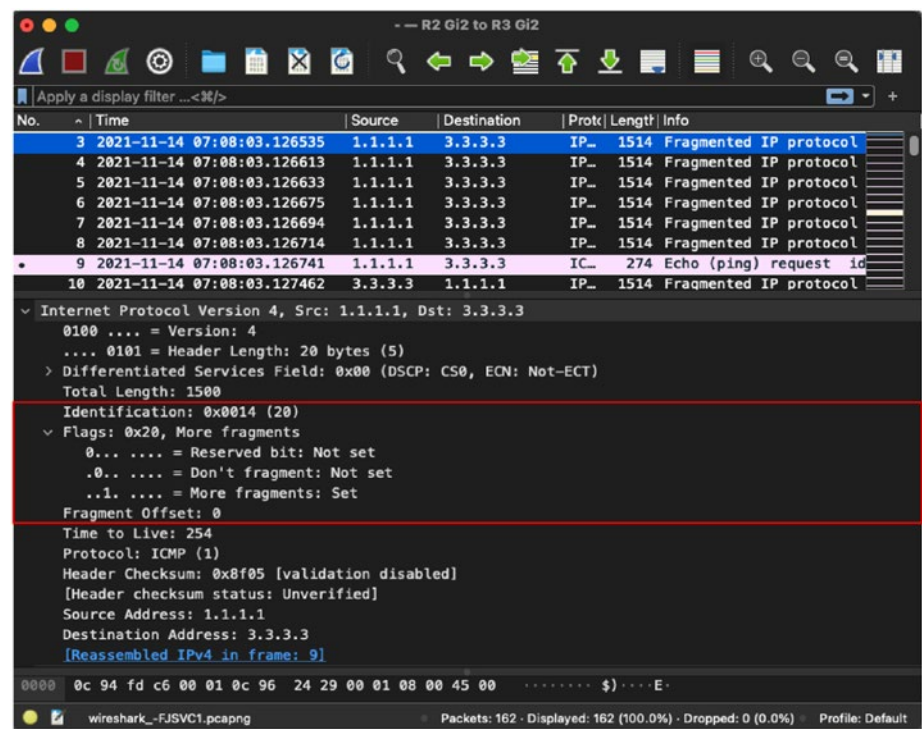 - — R2 Gi2 to R3 Gi2
Apply a display filter ...<⌘/>
No. Time Source Destination Protc Length Info
3 2021-11-14 07:08:03.126535 1.1.1.1 3.3.3.3 IP… 1514 Fragmented IP protocol
4 2021-11-14 07:08:03.126613 1.1.1.1 3.3.3.3 IP… 1514 Fragmented IP protocol
5 2021-11-14 07:08:03.126633 1.1.1.1 3.3.3.3 IP… 1514 Fragmented IP protocol
6 2021-11-14 07:08:03.126675 1.1.1.1 3.3.3.3 IP… 1514 Fragmented IP protocol
7 2021-11-14 07:08:03.126694 1.1.1.1 3.3.3.3 IP… 1514 Fragmented IP protocol
8 2021-11-14 07:08:03.126714 1.1.1.1 3.3.3.3 IP… 1514 Fragmented IP protocol
9 2021-11-14 07:08:03.126741 1.1.1.1 3.3.3.3 IC… 274 Echo (ping) request id
10 2021-11-14 07:08:03.127462 3.3.3.3 1.1.1.1 IP… 1514 Fragmented IP protocol
Internet Protocol Version 4, Src: 1.1.1.1, Dst: 3.3.3.3
0100 .... = Version: 4
.... 0101 = Header Length: 20 bytes (5)
Differentiated Services Field: 0x00 (DSCP: CS0, ECN: Not-ECT)
Total Length: 1500
Identification: 0x0014 (20)
Flags: 0x20, More fragments
0... .... = Reserved bit: Not set
.0.. .... = Don't fragment: Not set
..1. .... = More fragments: Set
Fragment Offset: 0
Time to Live: 254
Protocol: ICMP (1)
Header Checksum: 0x8f05 [validation disabled]
[Header checksum status: Unverified]
Source Address: 1.1.1.1
Destination Address: 3.3.3.3
[Reassembled IPv4 in frame: 9]
0000 0c 94 fd c6 00 01 0c 96 24 29 00 01 08 00 45 00 ········ $)····E·
wireshark_-FJSVC1.pcapng Packets: 162 · Displayed: 162 (100.0%) · Dropped: 0 (0.0%) Profile: Default